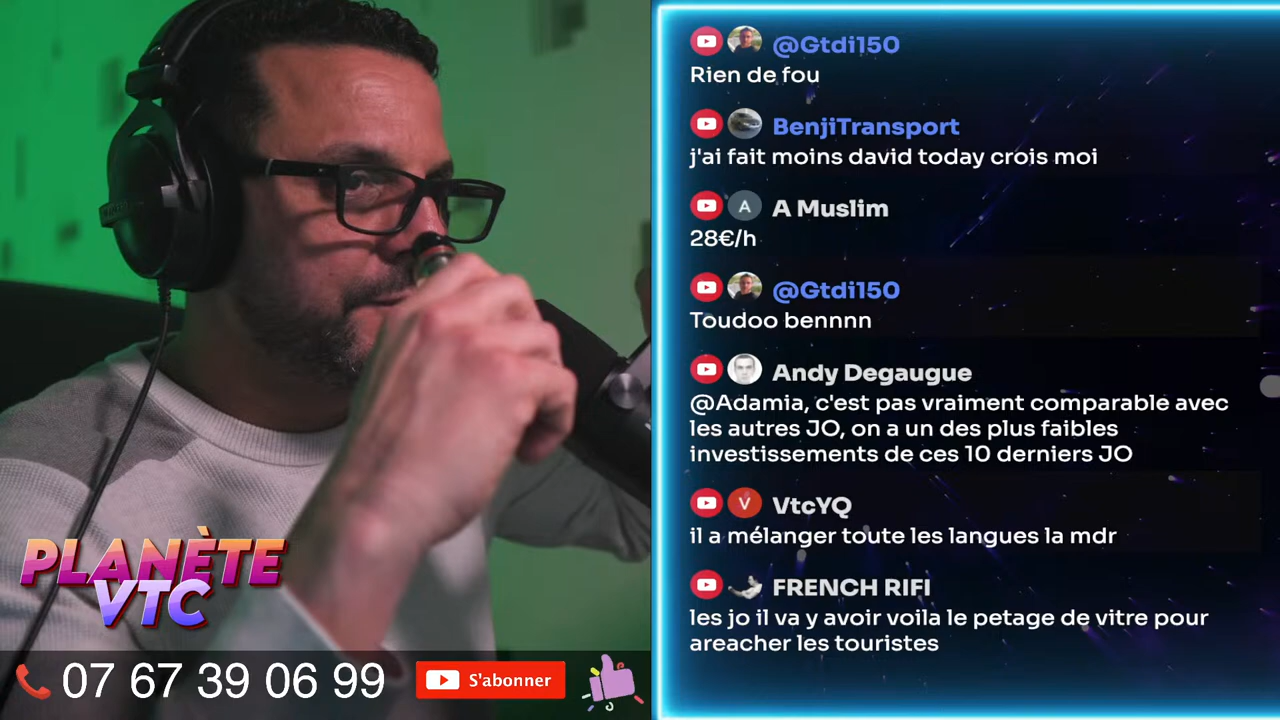 @Gtdi150
Rien de fou
BenjiTransport
j'ai fait moins david today crois moi
A
A Muslim
28€/h
@Gtdi150
Toudoo bennnn
Andy Degaugue
@Adamia, c'est pas vraiment comparable avec
les autres JO, on a un des plus faibles
investissements de ces 10 derniers JO
V
VtcYQ
il a mélanger toute les langues la mdr
FRENCH RIFI
les jo il va y avoir voila le petage de vitre pour
areacher les touristes
PLANÈTE
VTC
07 67 39 06 99
S'abonner